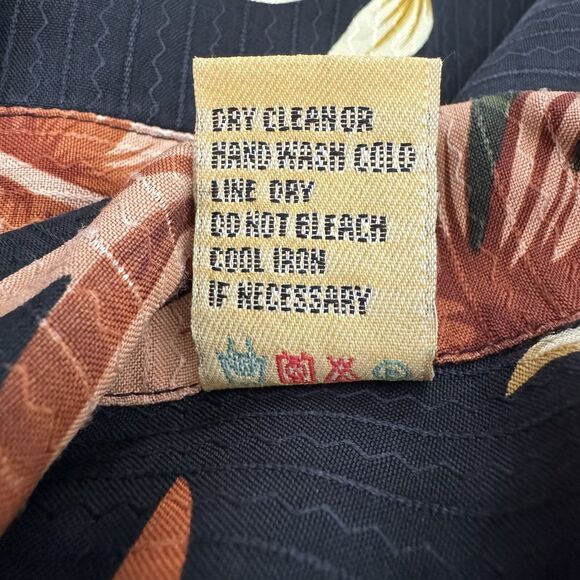 DRY CLEAN OR
HAND WASH COLD
LINE DRY
DO NOT BLEACH
COOL IRON
IF NECESSARY